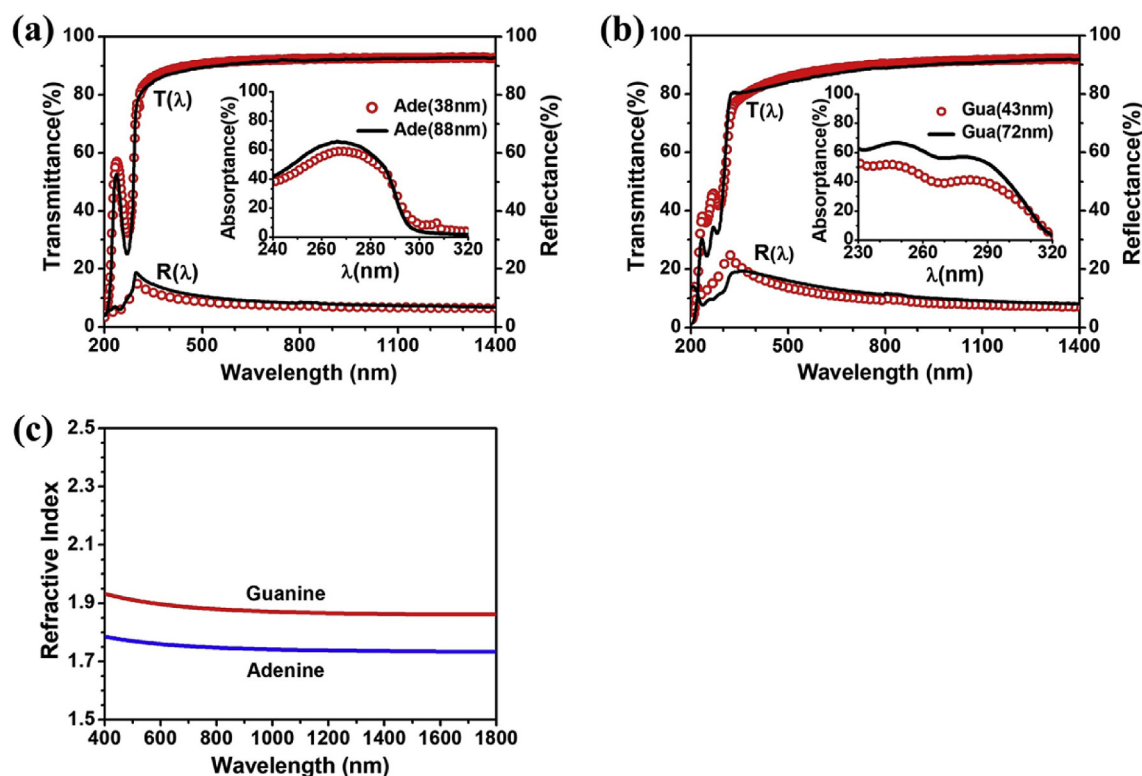 (a)
100
80
60
40
20
0
Transmittance(%)
T(λ)
R(λ)
100
80
60
40
20
0
Absorptance(%)
240 260 280 300 320
λ(nm)
Ade(38nm)
Ade(88nm)
100
80
60
40
20
0
Reflectance(%)
200 500 800 1100 1400
Wavelength (nm)
(b)
100
80
60
40
20
0
Transmittance(%)
T(λ)
R(λ)
100
80
60
40
20
0
Absorptance(%)
230 260 290 320
λ(nm)
Gua(43nm)
Gua(72nm)
100
80
60
40
20
0
Reflectance(%)
200 500 800 1100 1400
Wavelength (nm)
(c)
2.5
2.3
2.1
1.9
1.7
1.5
Refractive Index
Guanine
Adenine
400 600 800 1000 1200 1400 1600 1800
Wavelength (nm)